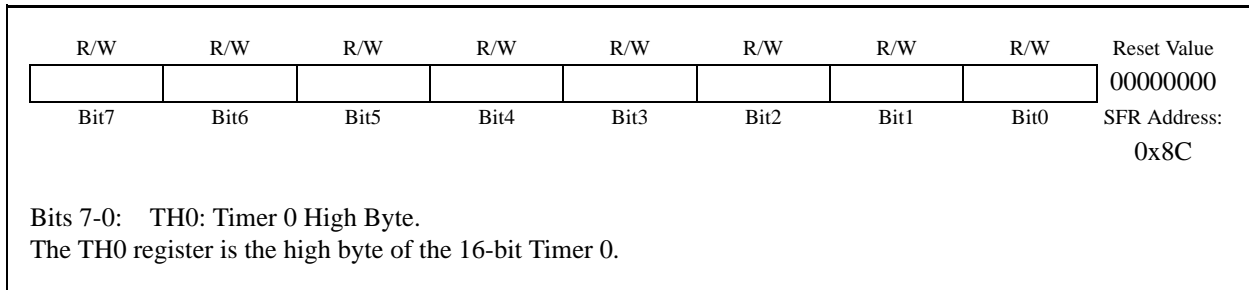 R/W R/W R/W R/W R/W R/W R/W R/W Reset Value
00000000
Bit7 Bit6 Bit5 Bit4 Bit3 Bit2 Bit1 Bit0 SFR Address:
0x8C
Bits 7-0: TH0: Timer 0 High Byte.
The TH0 register is the high byte of the 16-bit Timer 0.